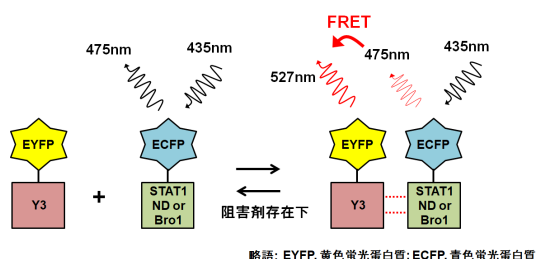 FRET
475nm
435nm
475nm
435nm
527nm
EYFP
ECFP
EYFP
ECFP
Y3
+
STAT1
ND or
Bro1
阻害剤存在下
Y3
STAT1
ND or
Bro1
略語: EYFP, 黄色蛍光蛋白質; ECFP, 青色蛍光蛋白質